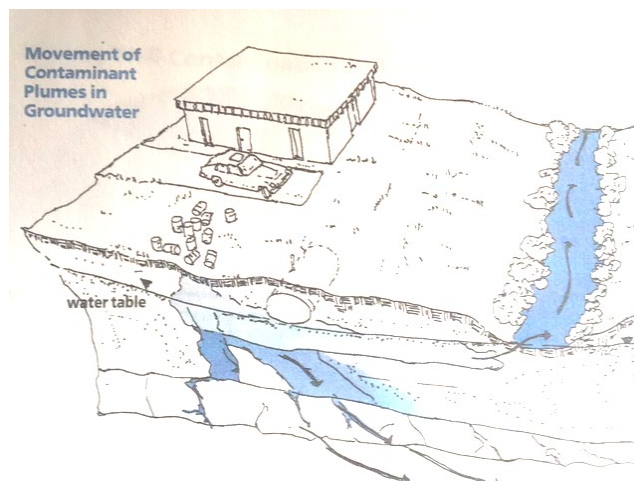 Movement of
Contaminant
Plumes in
Groundwater
water table